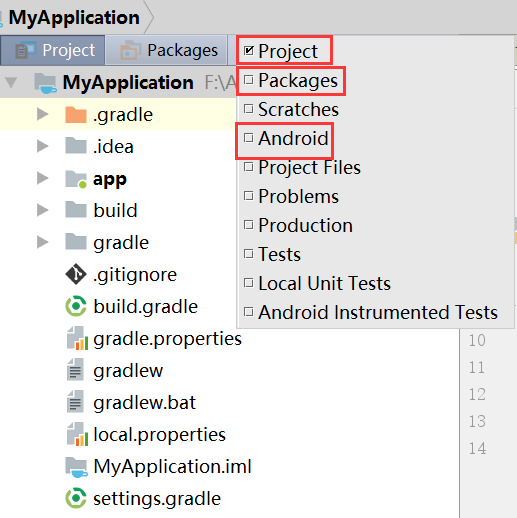 MyApplication
Project Packages
Project
Packages
Scratches
Android
Project Files
Problems
Production
Tests
Local Unit Tests
Android Instrumented Tests
MyApplication F:\A
.gradle
.idea
app
build
gradle
.gitignore
build.gradle
gradle.properties
gradlew
gradlew.bat
local.properties
MyApplication.iml
settings.gradle
10
11
12
13
14